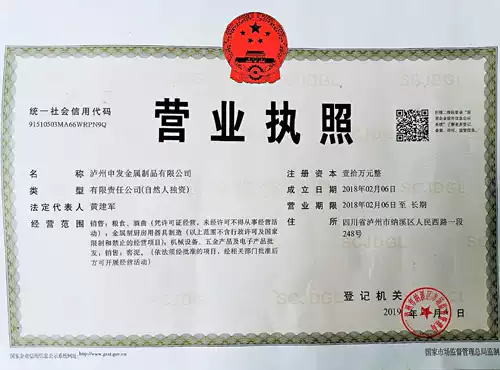 统一社会信用代码
91510503MA66WRPN9Q
营业执照
名称 泸州申发金属制品有限公司
类型 有限责任公司(自然人独资)
法定代表人 黄建军
经营范围 销售：粮食、酒曲（凭许可证经营，未经许可不得从事经营活
动）；金属制厨房用器具制造（以上范围不含行政许可及国家
限制和禁止的经营项目）；机械设备、五金产品及电子产品批
发；销售：窖泥。（依法须经批准的项目，经相关部门批准后
方可开展经营活动）
注册资本 壹拾万元整
成立日期 2018年02月06日
营业期限 2018年02月06日至 长期
住所 四川省泸州市纳溪区人民西路一段
248号
登记机关
2019年
国家企业信用信息公示系统网址：http://www.gsxt.gov.cn
国家市场监督管理总局监制
SCJDGL